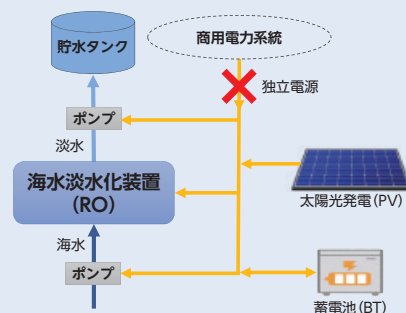 貯水タンク
商用電力系統
独立電源
ポンプ
淡水
海水淡水化装置
(RO)
太陽光発電(PV)
海水
ポンプ
蓄電池(BT)